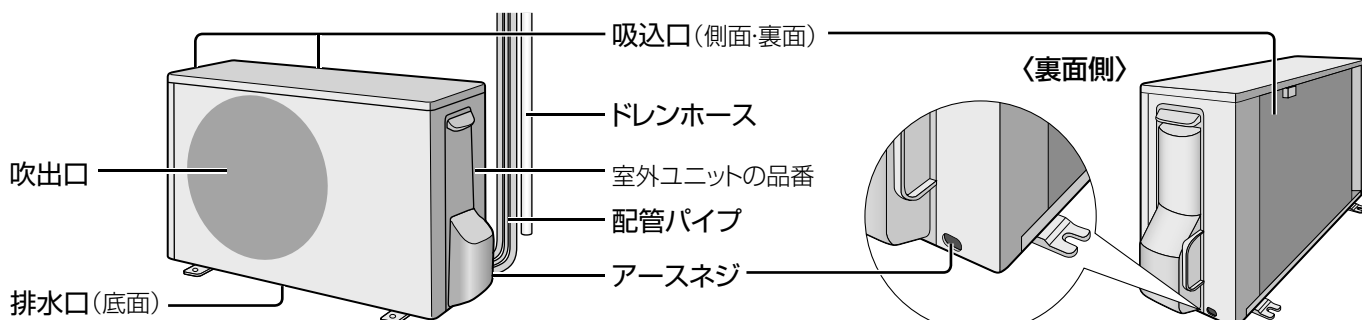 吸込口(側面・裏面)
〈裏面側〉
ドレンホース
吹出口
室外ユニットの品番
配管パイプ
アースネジ
排水口(底面)